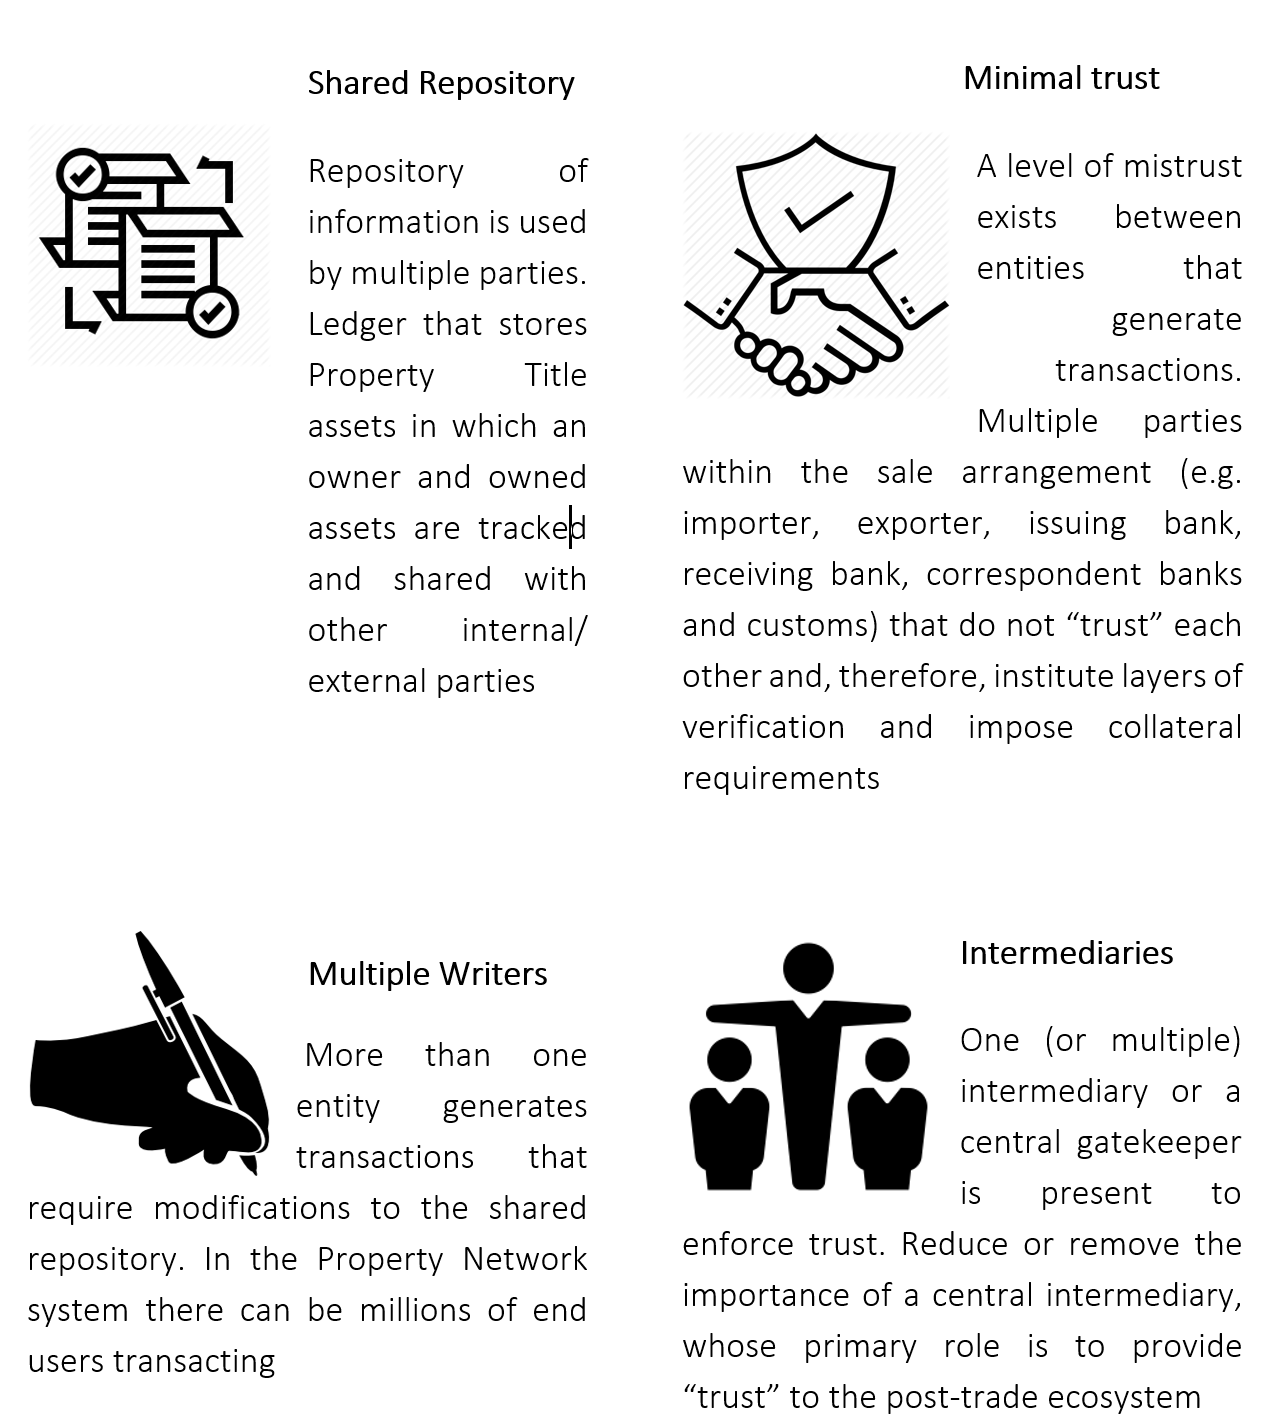 Shared Repository
Repository of
information is used
by multiple parties.
Ledger that stores
Property Title
assets in which an
owner and owned
assets are tracked
and shared with
other internal/
external parties
Minimal trust
A level of mistrust
exists between
entities that
generate
transactions.
Multiple parties
within the sale arrangement (e.g.
importer, exporter, issuing bank,
receiving bank, correspondent banks
and customs) that do not “trust” each
other and, therefore, institute layers of
verification and impose collateral
requirements
Multiple Writers
More than one
entity generates
transactions that
require modifications to the shared
repository. In the Property Network
system there can be millions of end
users transacting
Intermediaries
One (or multiple)
intermediary or a
central gatekeeper
is present to
enforce trust. Reduce or remove the
importance of a central intermediary,
whose primary role is to provide
“trust” to the post-trade ecosystem